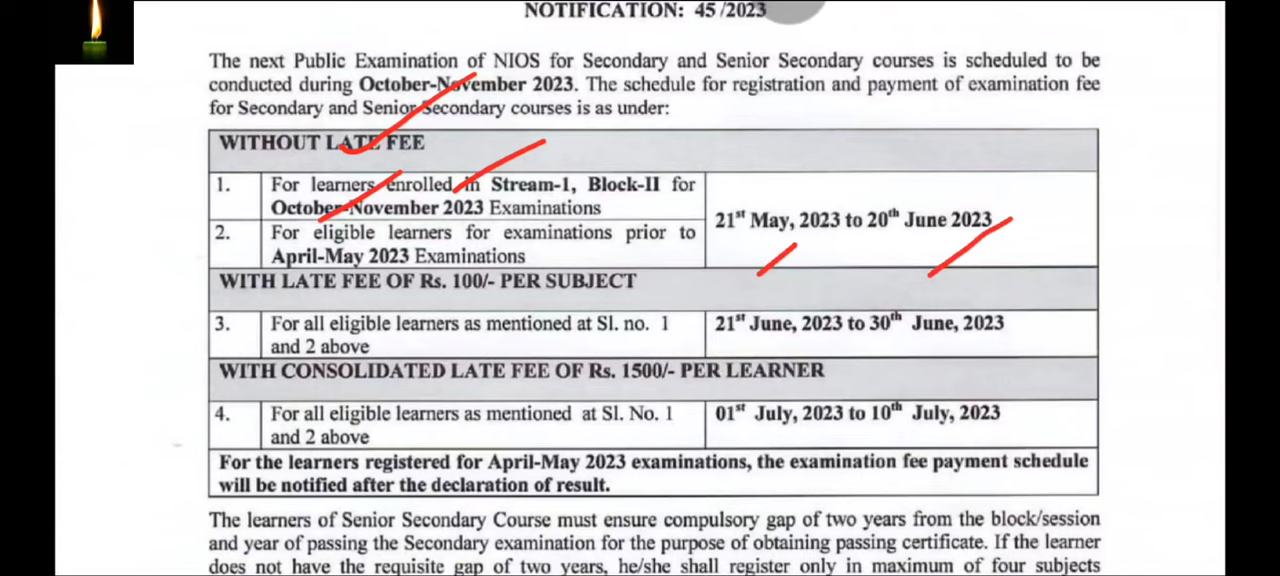 NOTIFICATION: 45/2023
The next Public Examination of NIOS for Secondary and Senior Secondary courses is scheduled to be
conducted during October-November 2023. The schedule for registration and payment of examination fee
for Secondary and Senior Secondary courses is as under:
WITHOUT LATE FEE
1. For learners enrolled in Stream-1, Block-II for
October-November 2023 Examinations
21st May, 2023 to 20th June 2023
2. For eligible learners for examinations prior to
April-May 2023 Examinations
WITH LATE FEE OF Rs. 100/- PER SUBJECT
3. For all eligible learners as mentioned at Sl. no. 1 21st June, 2023 to 30th June, 2023
and 2 above
WITH CONSOLIDATED LATE FEE OF Rs. 1500/- PER LEARNER
4. For all eligible learners as mentioned at Sl. No. 1 01st July, 2023 to 10th July, 2023
and 2 above
For the learners registered for April-May 2023 examinations, the examination fee payment schedule
will be notified after the declaration of result.
The learners of Senior Secondary Course must ensure compulsory gap of two years from the block/session
and year of passing the Secondary examination for the purpose of obtaining passing certificate. If the learner
does not have the requisite gap of two years, he/she shall register only in maximum of four subjects